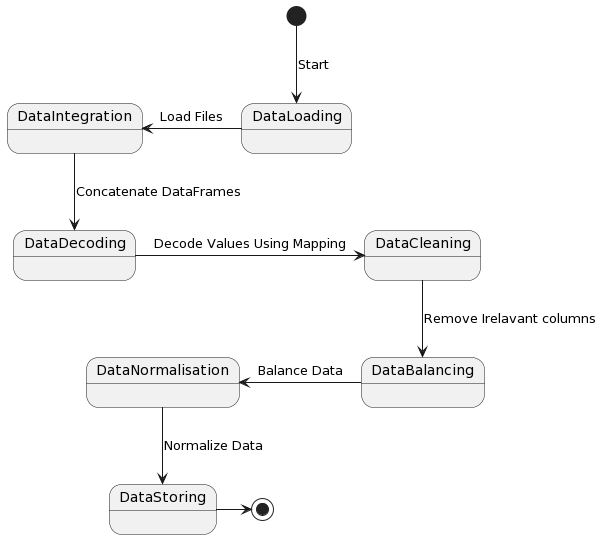 Start
DataIntegration
Load Files
DataLoading
Concatenate DataFrames
DataDecoding
Decode Values Using Mapping
DataCleaning
Remove Irelavant columns
DataNormalisation
Balance Data
DataBalancing
Normalize Data
DataStoring